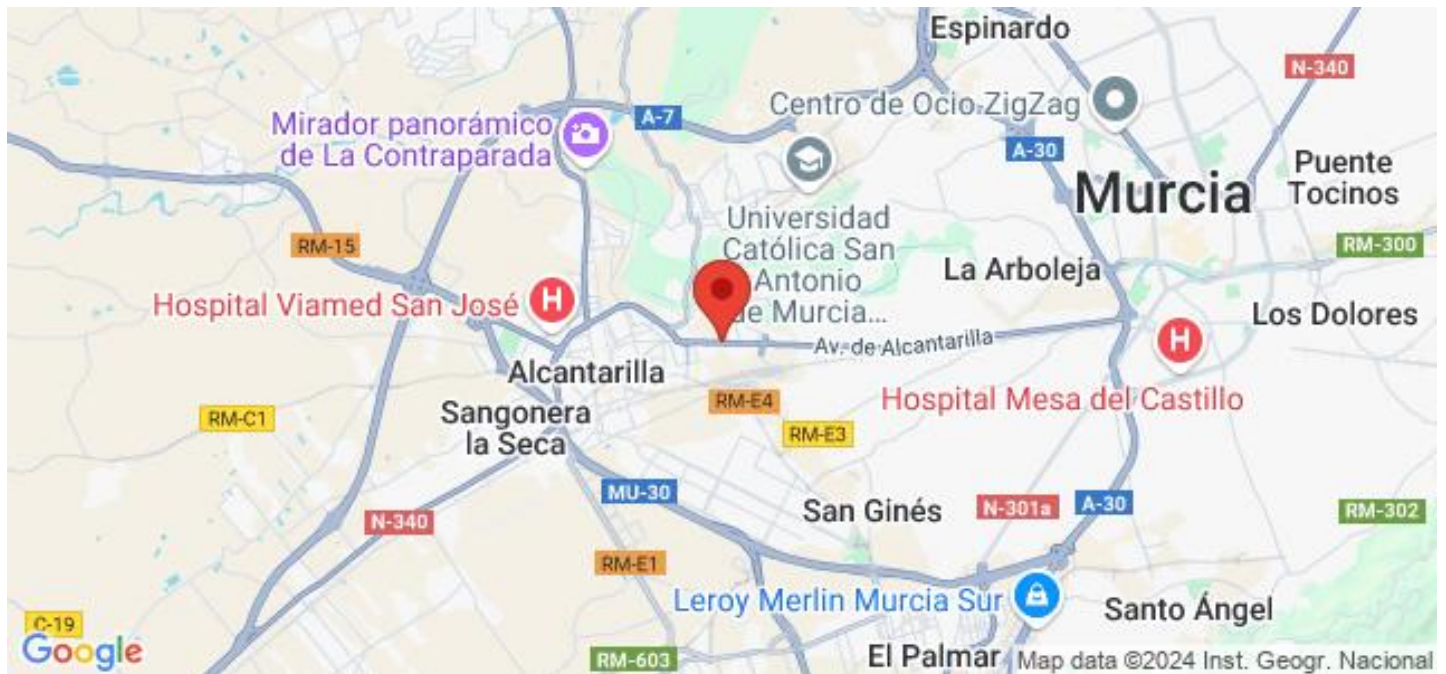 Espinardo
N-340
Centro de Ocio ZigZag
A-7
Mirador panorámico
de La Contraparada
A-30
Puente
Tocinos
Murcia
Universidad
Católica San
Antonio
de Murcia...
RM-15
RM-300
La Arboleja
Hospital Viamed San José
H
Los Dolores
Av. de Alcantarilla
H
Alcantarilla
RM-E4
Hospital Mesa del Castillo
RM-C1
Sangonera
la Seca
RM-E3
MU-30
San Ginés
N-301a
A-30
RM-302
N-340
RM-E1
Leroy Merlin Murcia Sur
Santo Ángel
C-19
Google
RM-603
El Palmar
Map data ©2024 Inst. Geogr. Nacional